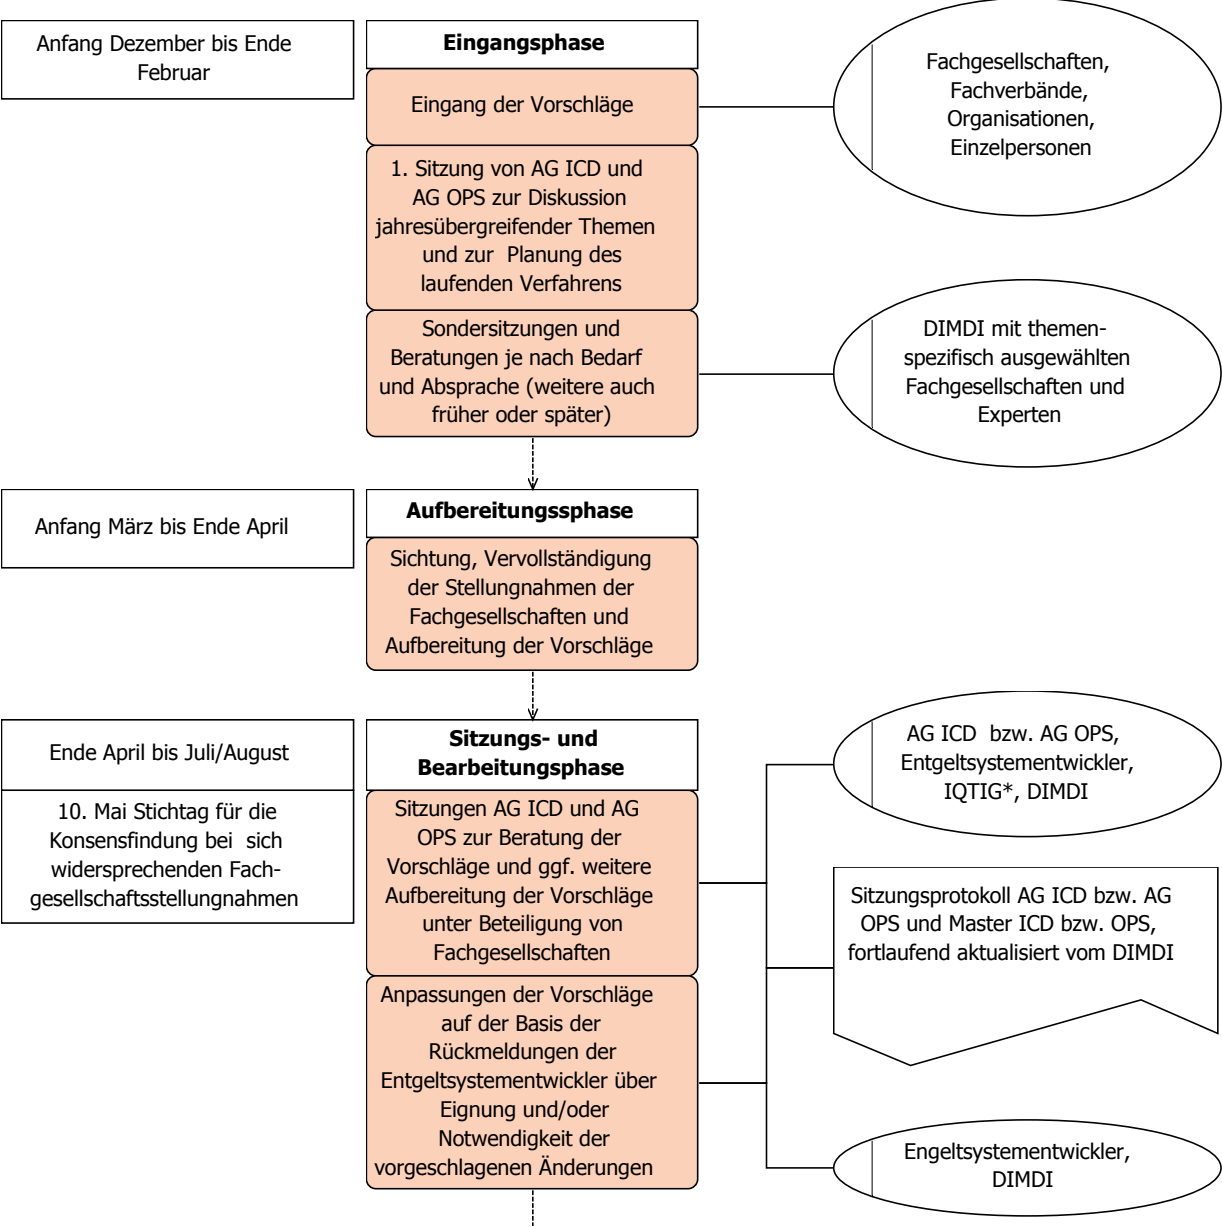 Anfang Dezember bis Ende
Februar
Eingangsphase
Eingang der Vorschläge
Fachgesellschaften,
Fachverbände,
Organisationen,
Einzelpersonen
1. Sitzung von AG ICD und
AG OPS zur Diskussion
jahresübergreifender Themen
und zur Planung des
laufenden Verfahrens
Sondersitzungen und
Beratungen je nach Bedarf
und Absprache (weitere auch
früher oder später)
DIMDI mit themen-
spezifisch ausgewählten
Fachgesellschaften und
Experten
Anfang März bis Ende April
Aufbereitungssphase
Sichtung, Vervollständigung
der Stellungnahmen der
Fachgesellschaften und
Aufbereitung der Vorschläge
Ende April bis Juli/August
10. Mai Stichtag für die
Konsensfindung bei sich
widersprechenden Fach-
gesellschaftsstellungnahmen
Sitzungs- und
Bearbeitungsphase
Sitzungen AG ICD und AG
OPS zur Beratung der
Vorschläge und ggf. weitere
Aufbereitung der Vorschläge
unter Beteiligung von
Fachgesellschaften
Anpassungen der Vorschläge
auf der Basis der
Rückmeldungen der
Entgeltsystementwickler über
Eignung und/oder
Notwendigkeit der
vorgeschlagenen Änderungen
AG ICD bzw. AG OPS,
Entgeltsystementwickler,
IQTIG*, DIMDI
Sitzungsprotokoll AG ICD bzw. AG
OPS und Master ICD bzw. OPS,
fortlaufend aktualisiert vom DIMDI
Engeltsystementwickler,
DIMDI